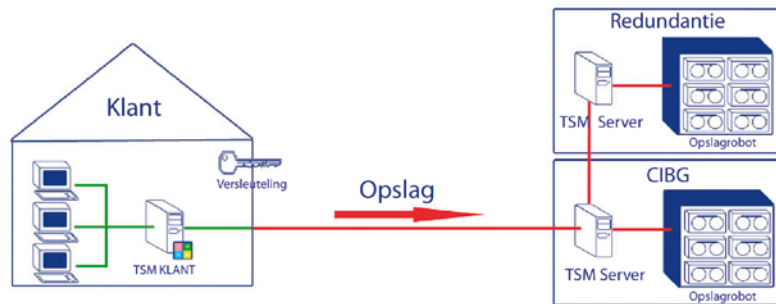 Klant
Versleuteling
TSM KLANT
Opslag
Redundantie
TSM Server
Opslagrobot
CIBG
TSM Server
Opslagrobot